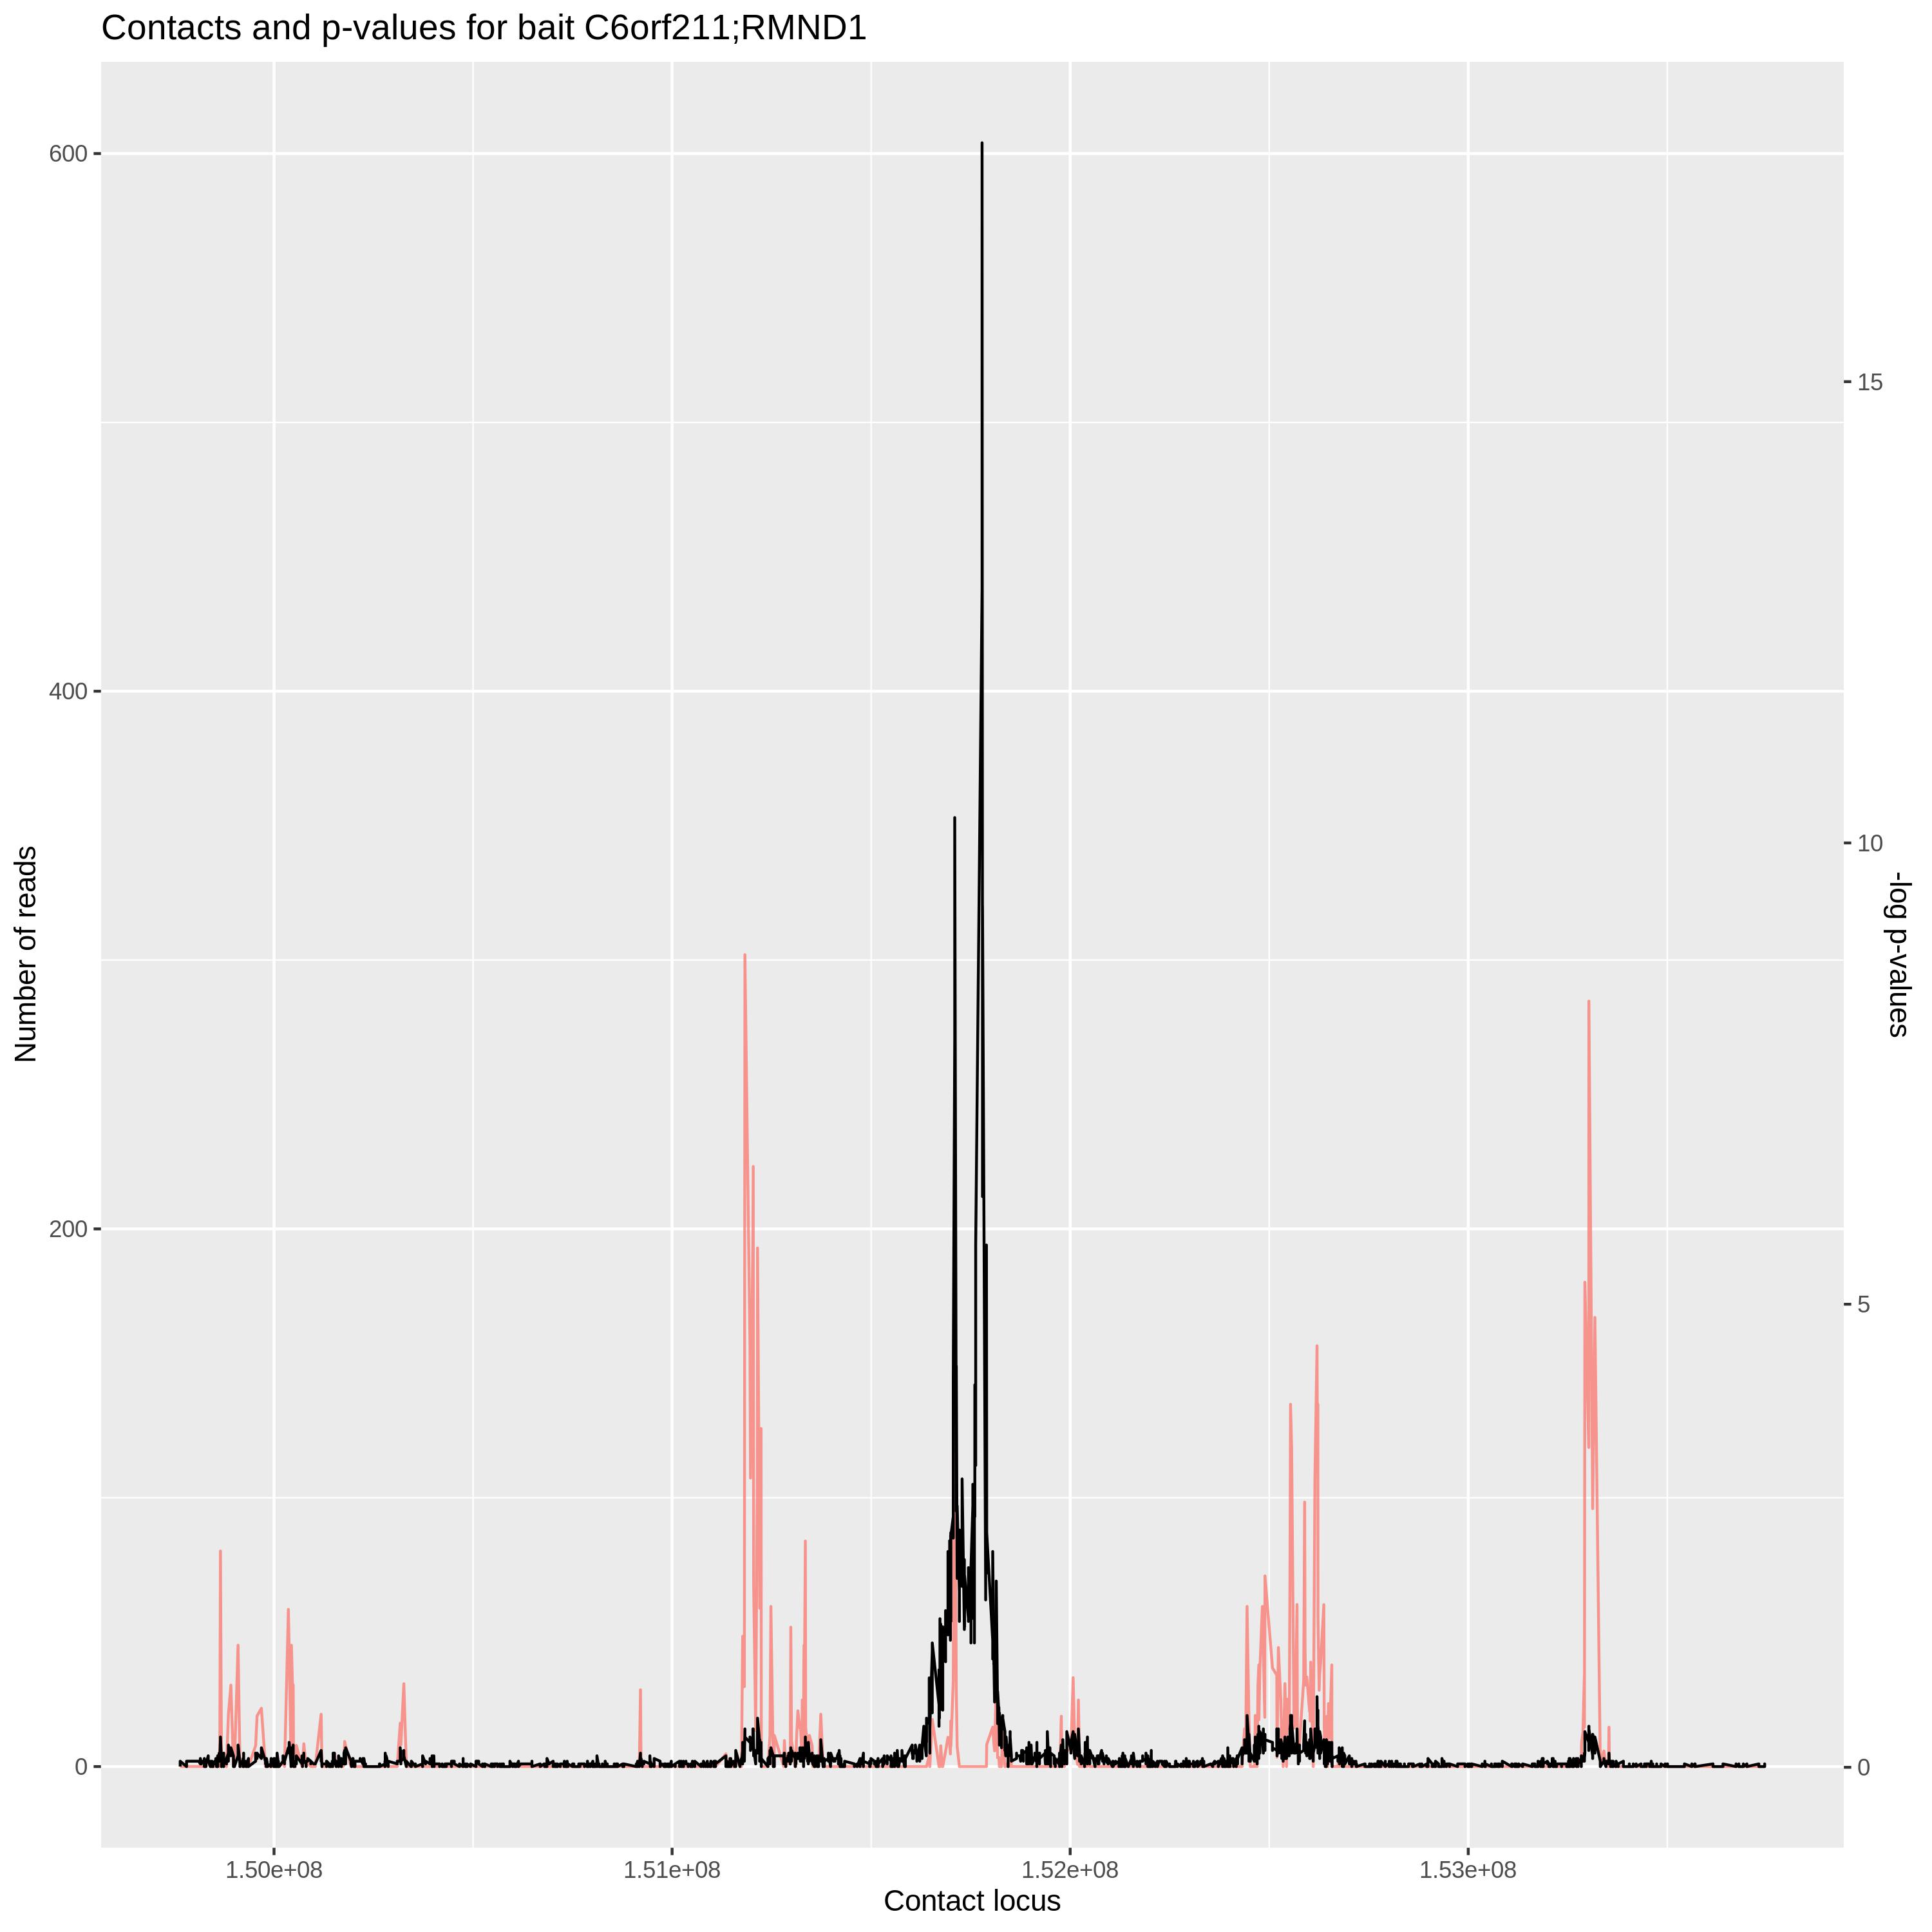 Contacts and p-values for bait C6orf211;RMND1
600
400
200
0
Number of reads
15
10
5
0
-log p-values
1.50e+08
1.51e+08
1.52e+08
1.53e+08
Contact locus